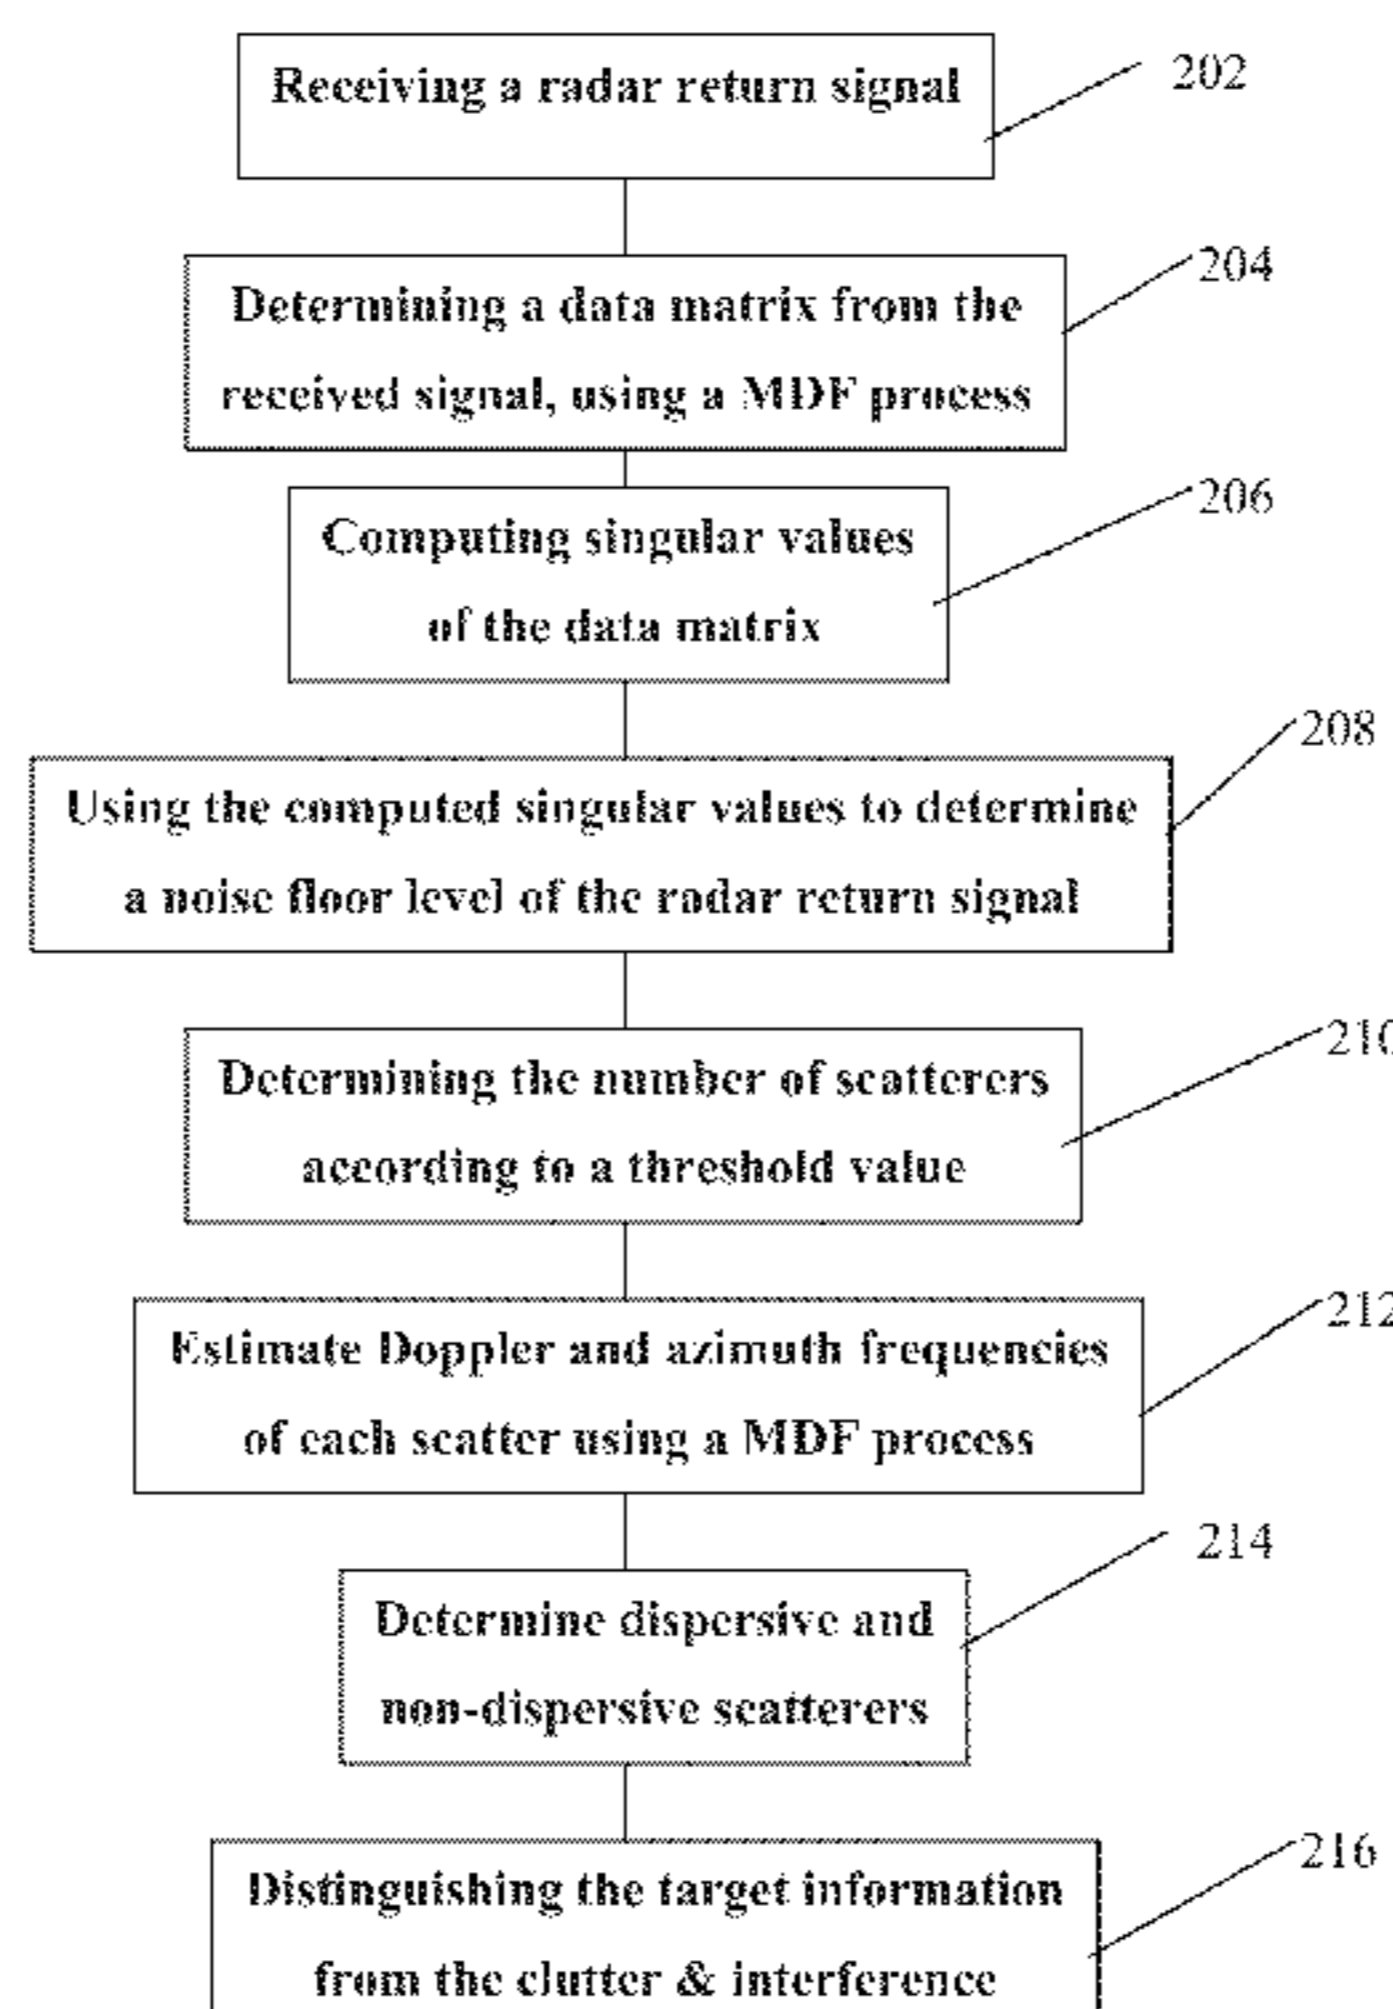 Receiving a radar return signal
202
Determining a data matrix from the
received signal, using a MDF process
204
Computing singular values
of the data matrix
206
Using the computed singular values to determine
a noise floor level of the radar return signal
208
Determining the number of scatterers
according to a threshold value
210
Estimate Doppler and azimuth frequencies
of each scatter using a MDF process
212
Determine dispersive and
non-dispersive scatterers
214
Distinguishing the target information
from the clutter & interference
216